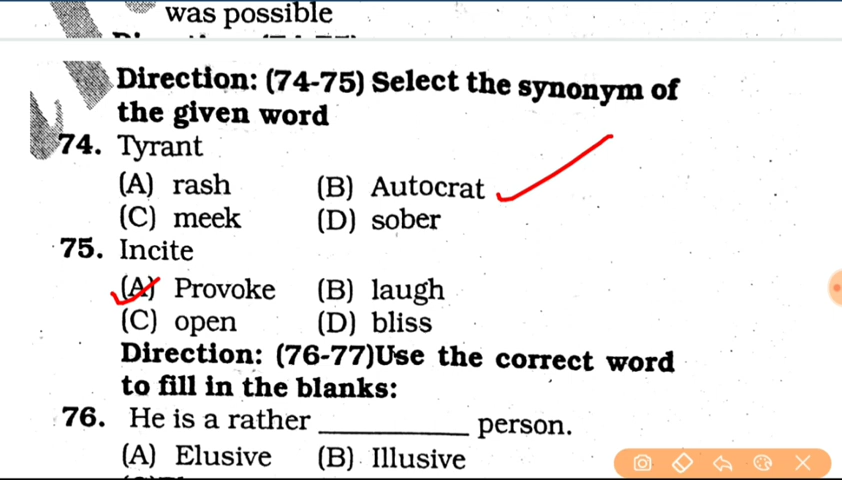 was possible
Direction: (74-75) Select the synonym of
the given word
74. Tyrant
(A) rash (B) Autocrat
(C) meek (D) sober
75. Incite
(A) Provoke (B) laugh
(C) open (D) bliss
Direction: (76-77)Use the correct word
to fill in the blanks:
76. He is a rather __________ person.
(A) Elusive (B) Illusive